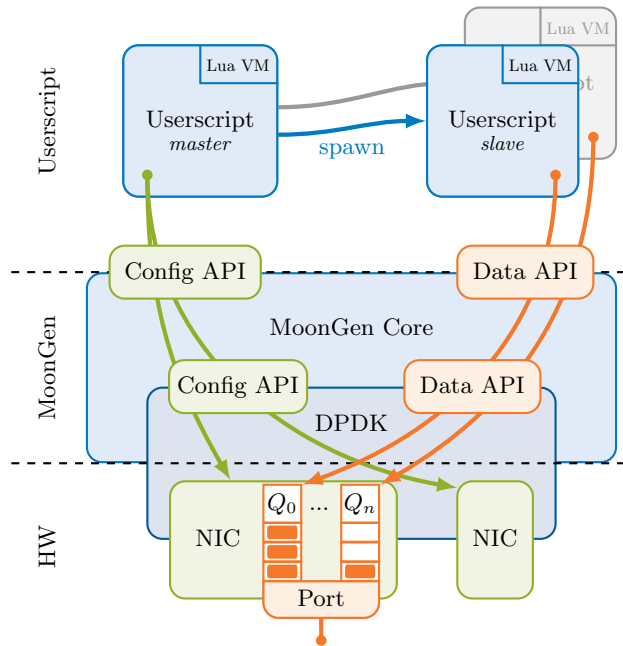 Lua VM
Lua VM
Lua VM
Userscript
Userscript
master
Userscript
slave
pt
spawn
Config API
Data API
MoonGen
MoonGen Core
Config API
Data API
DPDK
HW
NIC
Q0
...
Qn
NIC
Port